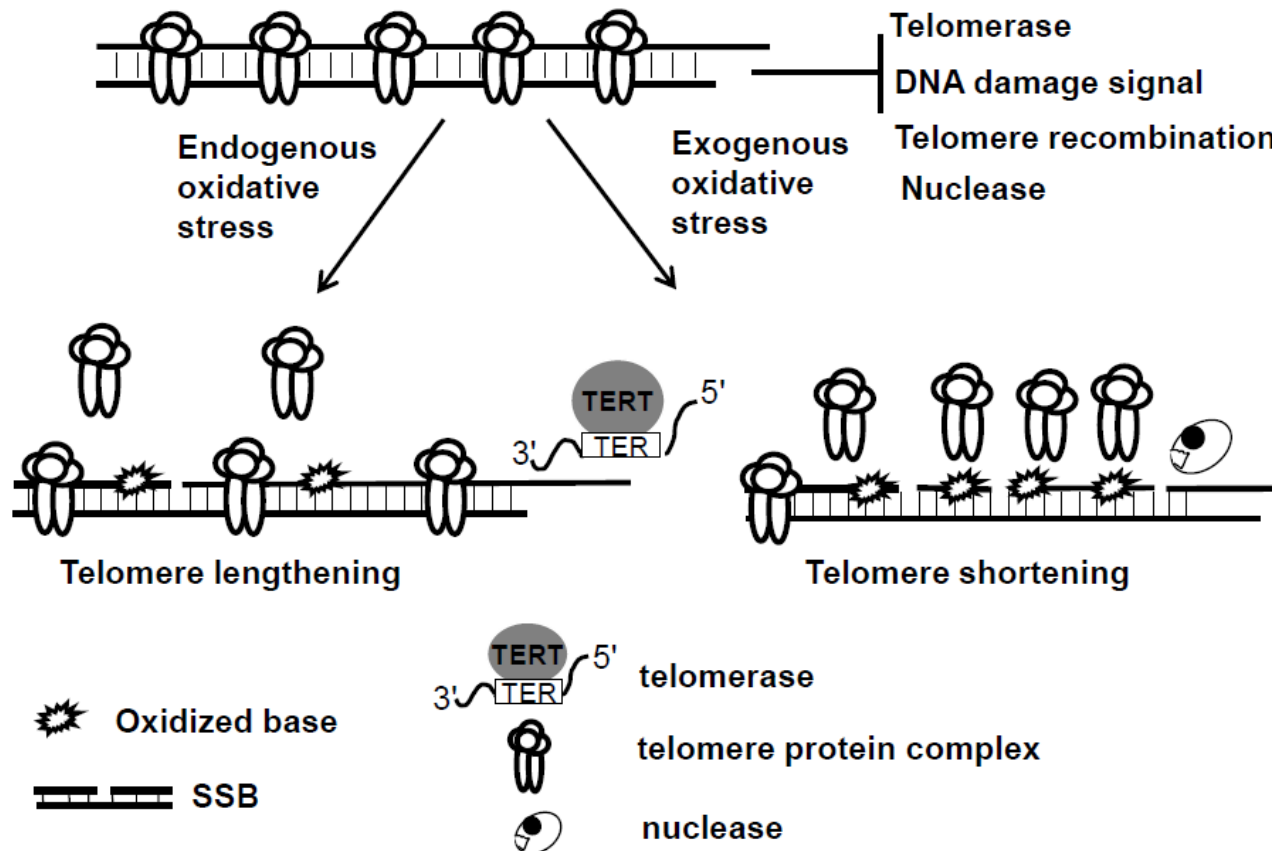 Telomerase
DNA damage signal
Telomere recombination
Nuclease
Endogenous
oxidative
stress
Exogenous
oxidative
stress
TERT
5'
3'
TER
Telomere lengthening
Telomere shortening
TERT
5'
3'
TER
telomerase
Oxidized base
telomere protein complex
SSB
nuclease